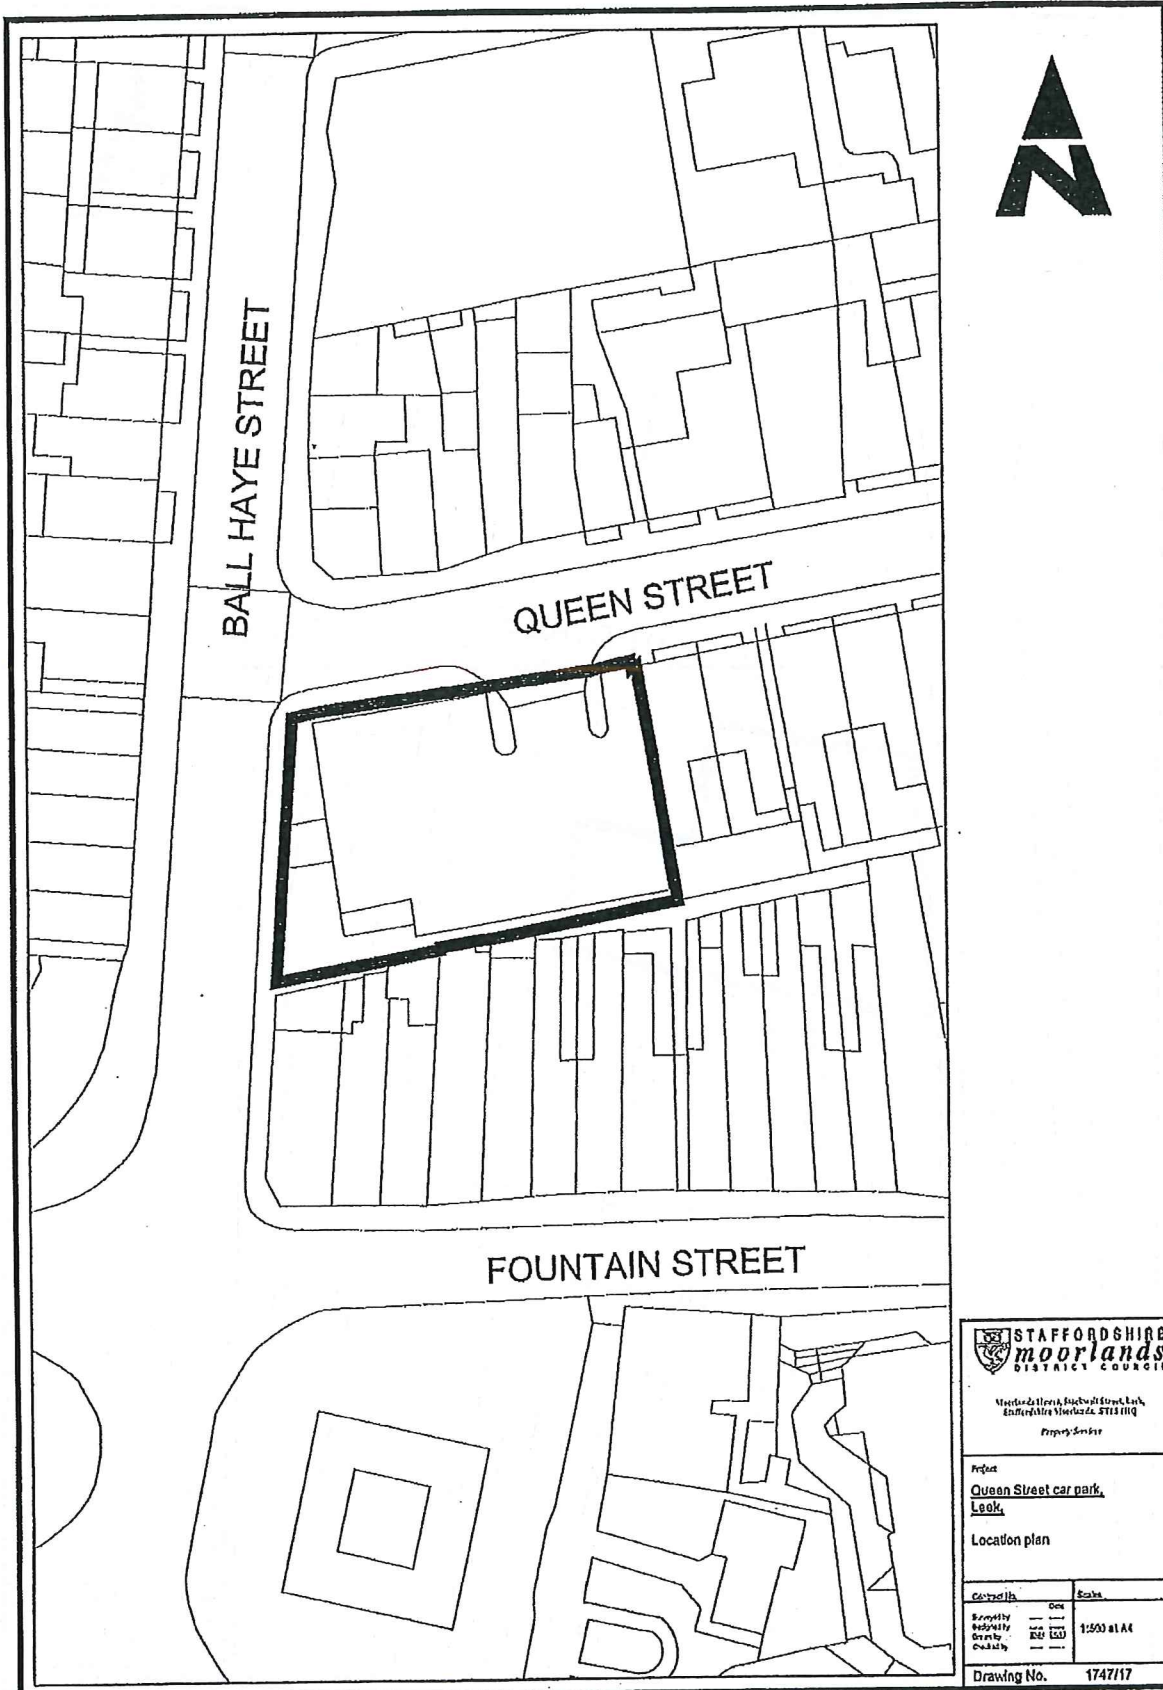 N
BALL HAYE STREET
QUEEN STREET
FOUNTAIN STREET
STAFFORDSHIRE
moorlands
DISTRICT COUNCIL
Project
Queen Street car park,
Leek,
Location plan
Scale
Date
1:500 at A4
Drawing No. 1747/17